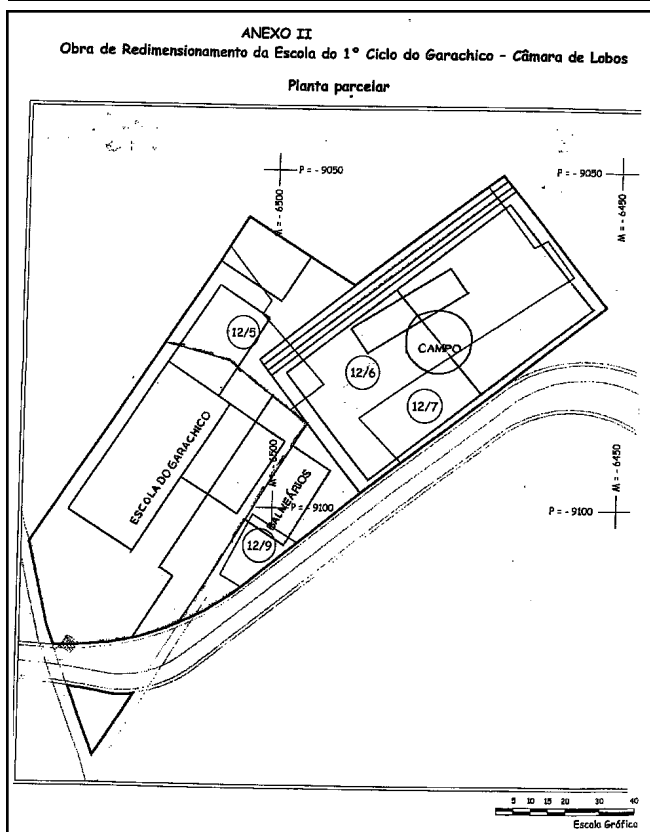 ANEXO II
Obra de Redimensionamento da Escola do 1º Ciclo do Garachico - Câmara de Lobos
Planta parcelar
P = - 9050
M = - 6500
P = - 9050
M = - 6450
12/5
12/6
CAMPO
12/7
ESCOLA DO GARACHICO
M = - 6500
BALNEÁRIOS
P = - 9100
12/9
M = - 6450
P = - 9100
5 10 15 20 30 40
Escala Gráfica